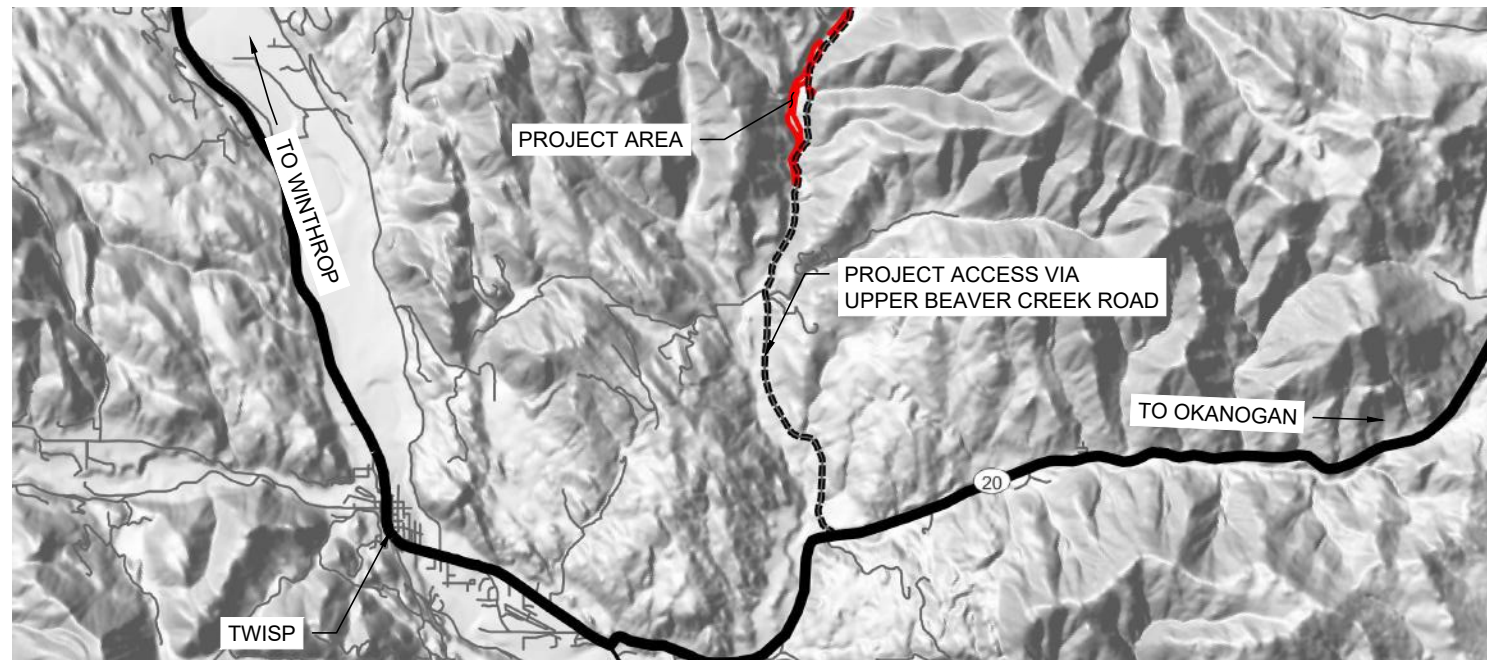 PROJECT AREA
TO WINTHROP
PROJECT ACCESS VIA
UPPER BEAVER CREEK ROAD
TO OKANOGAN
20
TWISP